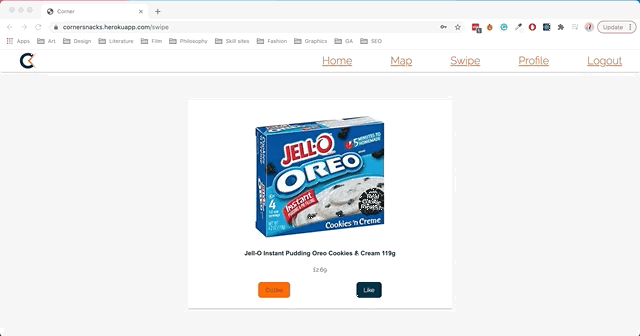 Corner
cornersnacks.herokuapp.com/swipe
Update
Apps Art Design Literature Film Philosophy Skill sites Fashion Graphics GA SEO
Home Map Swipe Profile Logout
5 MINUTES TO
JELL-O
OREO
4
Instant
Cookies 'n Creme
Jell-O Instant Pudding Oreo Cookies & Cream 119g
£2.69
Dislike
Like